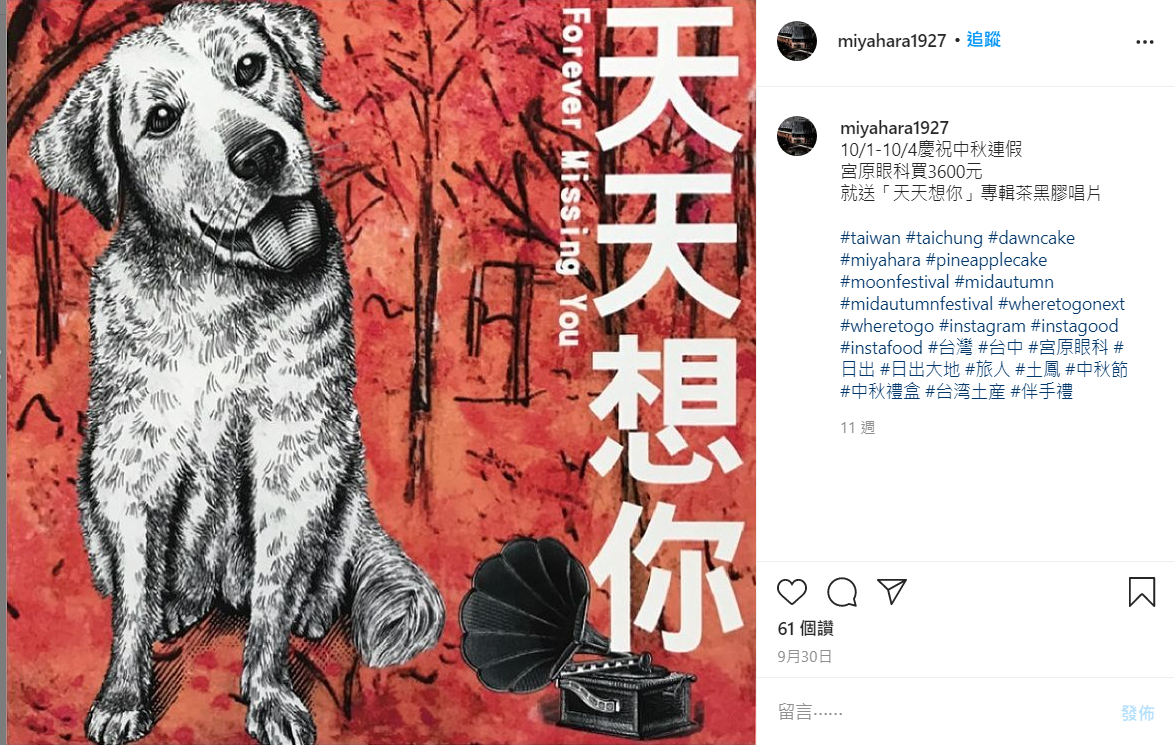 天天想你
Forever Missing You
miyahara1927 • 追蹤
miyahara1927
10/1-10/4慶祝中秋連假
宮原眼科買3600元
就送「天天想你」專輯茶黑膠唱片
#taiwan #taichung #dawncake
#miyahara #pineapplecake
#moonfestival #midautumn
#midautumnfestival #wheretogonext
#wheretogo #instagram #instagood
#instafood #台灣 #台中 #宮原眼科 #
日出 #日出大地 #旅人 #土鳳 #中秋節
#中秋禮盒 #台湾土産 #伴手禮
11 週
61 個讚
9月30日
留言......
發佈